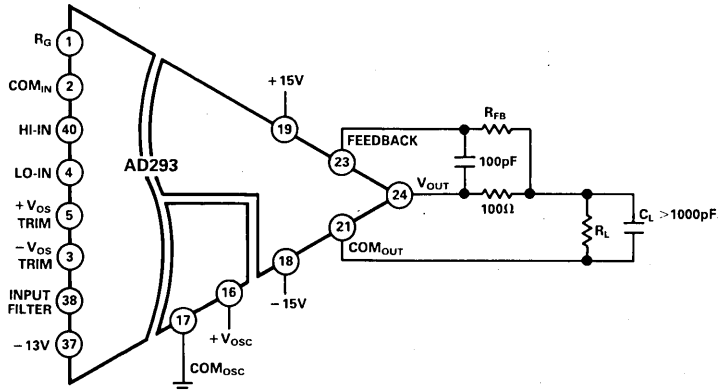 R_G
1
COM_IN
2
HI-IN
40
LO-IN
4
+V_OS
TRIM
5
-V_OS
TRIM
3
INPUT
FILTER
38
-13V
37
AD293
+15V
19
FEEDBACK
23
V_OUT
24
21
COM_OUT
18
-15V
16
+V_OSC
17
COM_OSC
R_FB
100pF
100Ω
R_L
C_L >1000pF